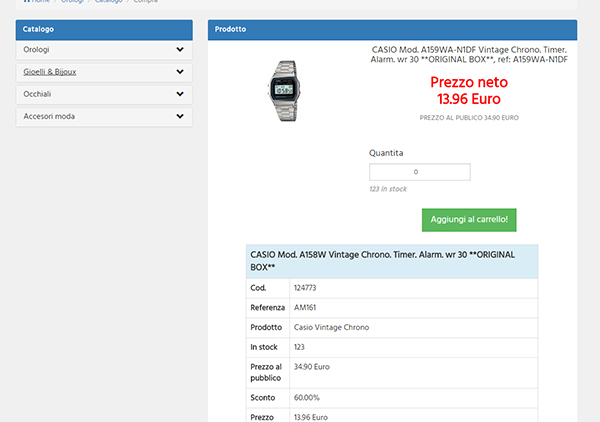 Home / Orologi / Catalogo / Compra
Catalogo
Orologi
Gioelli & Bijoux
Occhiali
Accesori moda
Prodotto
CASIO Mod. A159WA-N1DF Vintage Chrono. Timer.
Alarm. wr 30 **ORIGINAL BOX**, ref: A159WA-N1DF
Prezzo neto
13.96 Euro
PREZZO AL PUBLICO 34.90 EURO
Quantita
0
123 in stock
Aggiungi al carrello!
CASIO Mod. A158W Vintage Chrono. Timer. Alarm. wr 30 **ORIGINAL
BOX**
Cod. 124773
Referenza AM161
Prodotto Casio Vintage Chrono
In stock 123
Prezzo al 34.90 Euro
pubblico
Sconto 60.00%
Prezzo 13.96 Euro